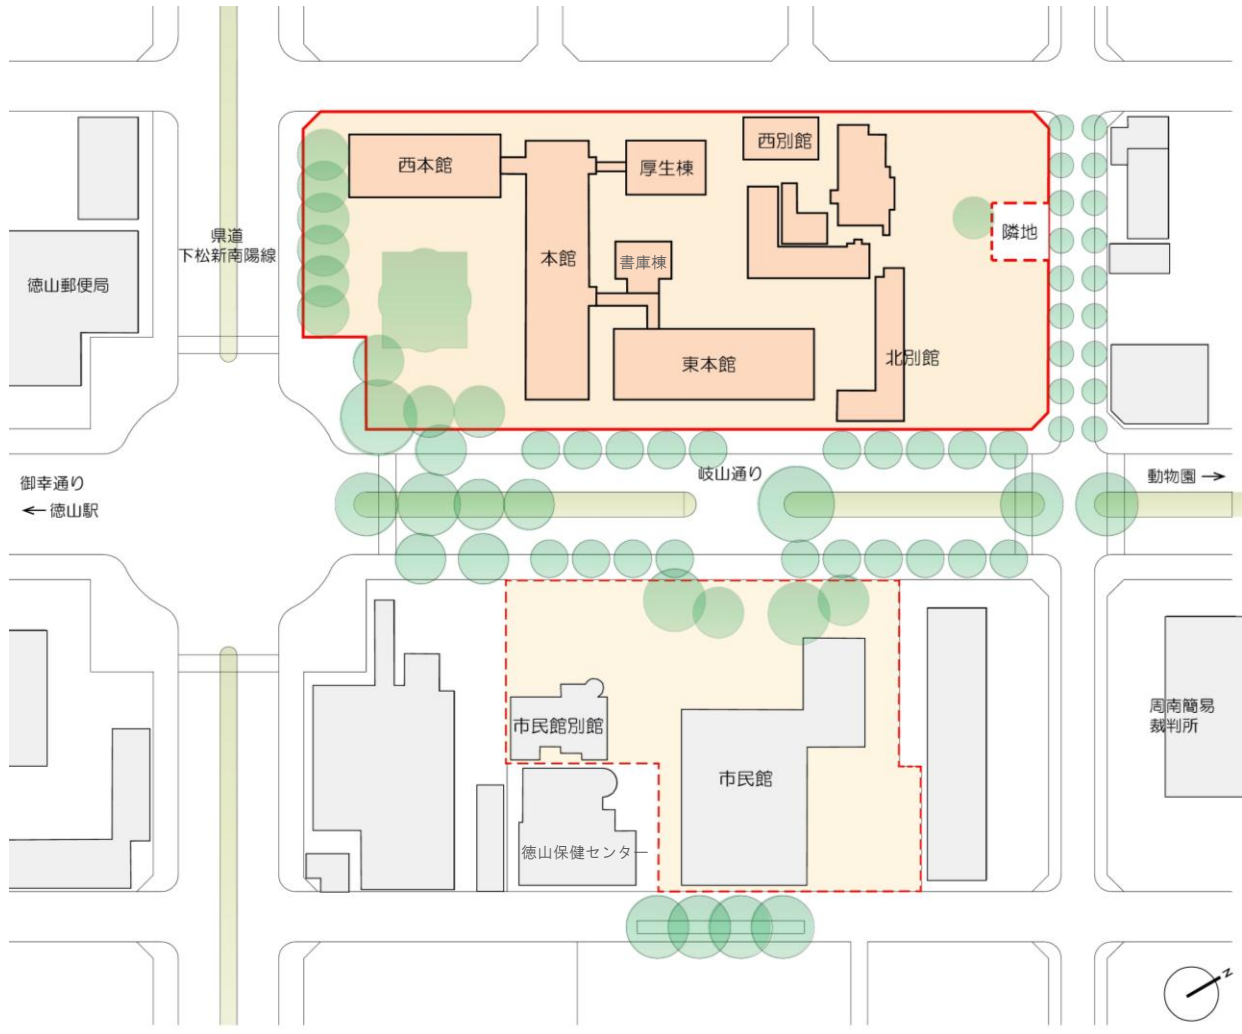 西本館
厚生棟
西別館
本館
書庫棟
隣地
県道
下松新南陽線
徳山郵便局
東本館
北別館
御幸通り
←徳山駅
岐山通り
動物園→
市民館別館
市民館
徳山保健センター
周南簡易
裁判所
N